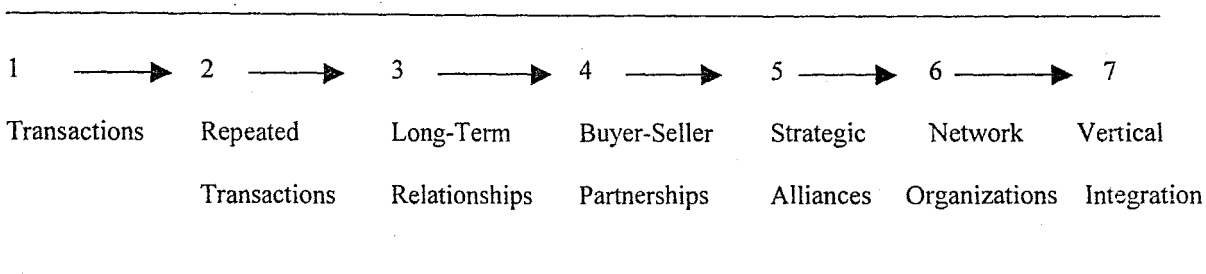 1 2 3 4 5 6 7
Transactions Repeated Long-Term Buyer-Seller Strategic Network Vertical
Transactions Relationships Partnerships Alliances Organizations Integration